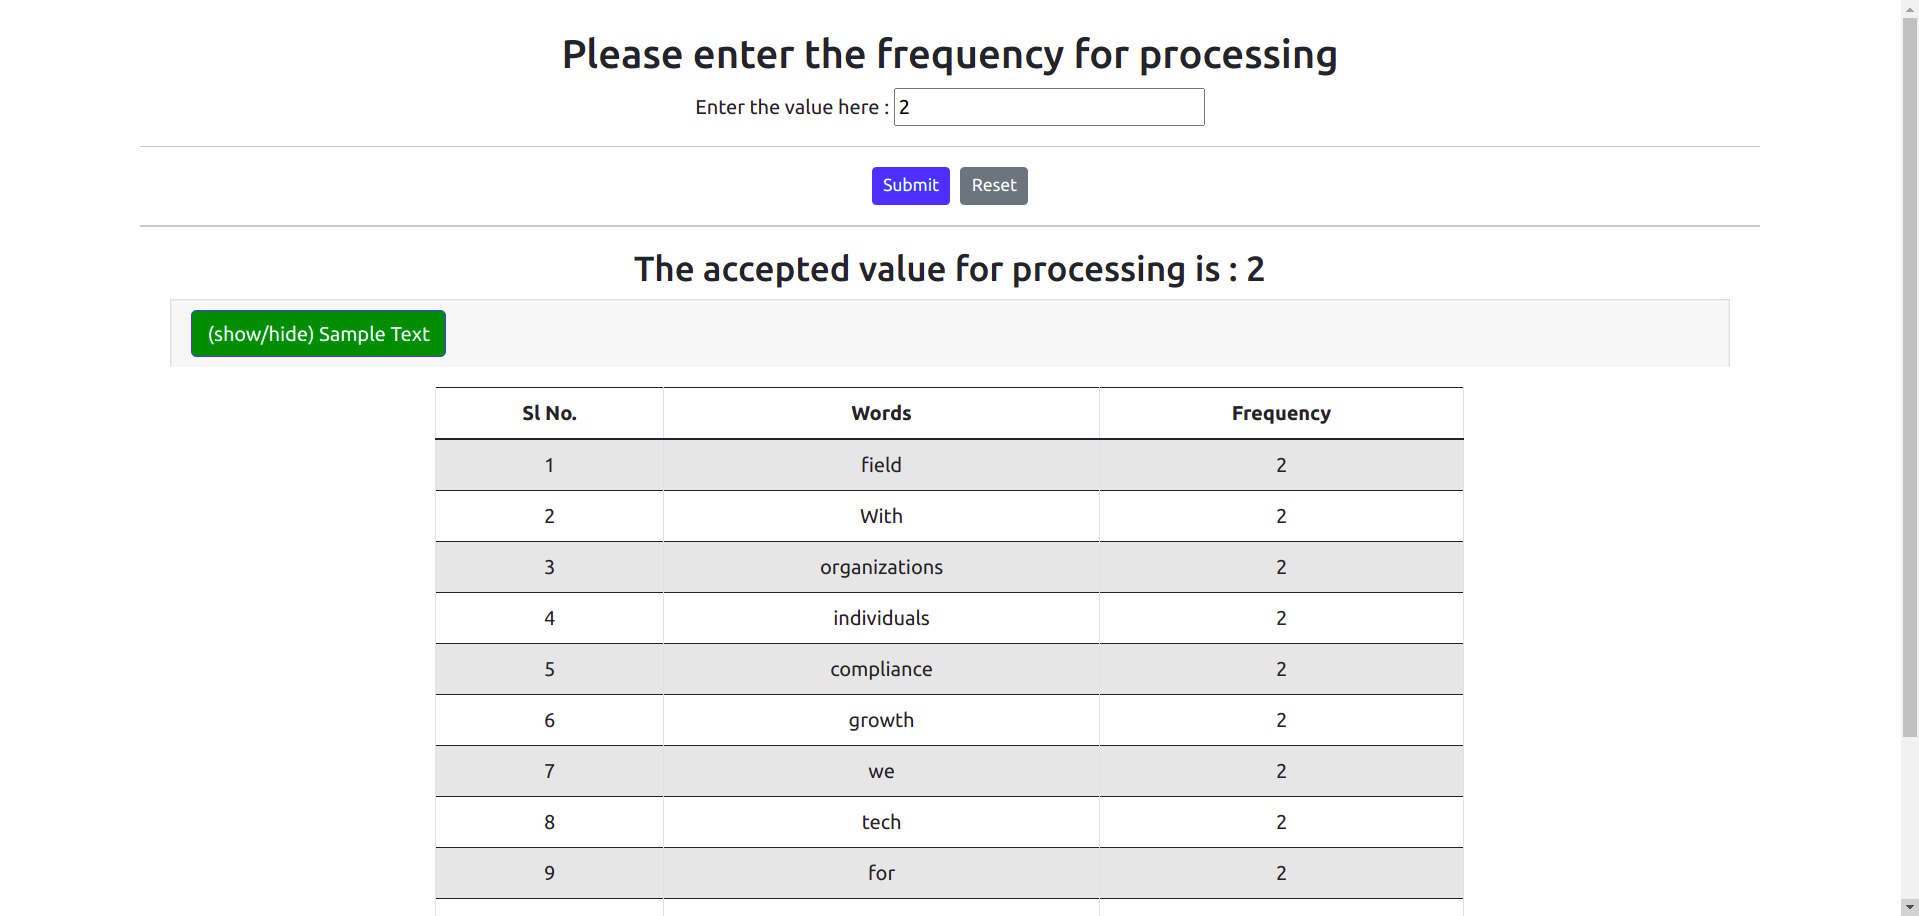 Please enter the frequency for processing
Enter the value here : 2
Submit Reset
The accepted value for processing is : 2
(show/hide) Sample Text
Sl No. Words Frequency
1 field 2
2 With 2
3 organizations 2
4 individuals 2
5 compliance 2
6 growth 2
7 we 2
8 tech 2
9 for 2